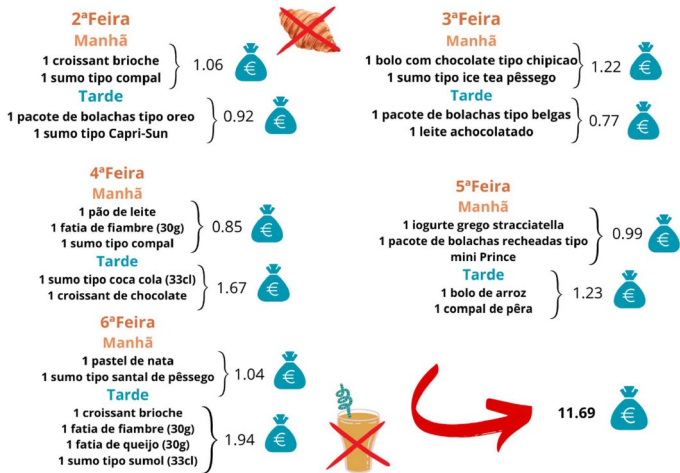 2ªFeira
Manhã
1 croissant brioche
1 sumo tipo compal
1.06
€
Tarde
1 pacote de bolachas tipo oreo
1 sumo tipo Capri-Sun
0.92
€
3ªFeira
Manhã
1 bolo com chocolate tipo chipicao
1 sumo tipo ice tea pêssego
1.22
€
Tarde
1 pacote de bolachas tipo belgas
1 leite achocolatado
0.77
€
4ªFeira
Manhã
1 pão de leite
1 fatia de fiambre (30g)
1 sumo tipo compal
0.85
€
Tarde
1 sumo tipo coca cola (33cl)
1 croissant de chocolate
1.67
€
5ªFeira
Manhã
1 iogurte grego stracciatella
1 pacote de bolachas recheadas tipo
mini Prince
0.99
€
Tarde
1 bolo de arroz
1 compal de pêra
1.23
€
6ªFeira
Manhã
1 pastel de nata
1 sumo tipo santal de pêssego
1.04
€
Tarde
1 croissant brioche
1 fatia de fiambre (30g)
1 fatia de queijo (30g)
1 sumo tipo sumol (33cl)
1.94
€
11.69
€